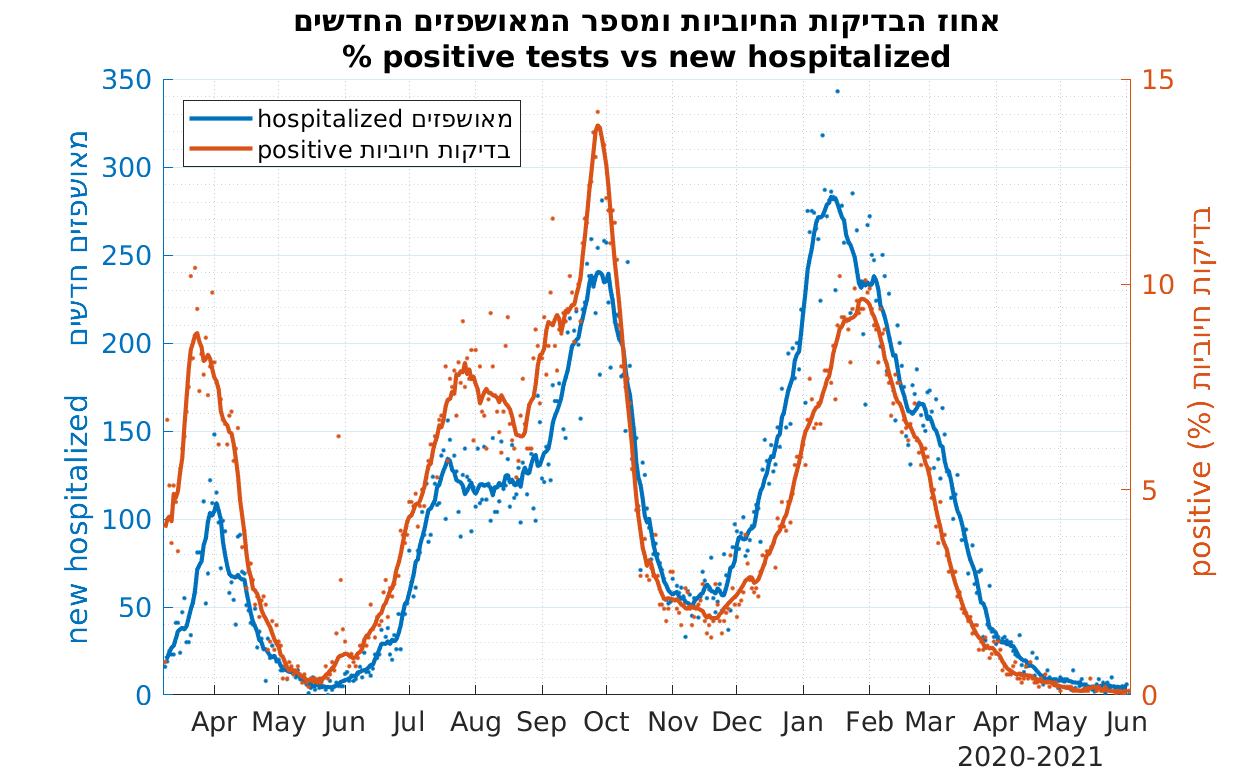 אחוז הבדיקות החיוביות ומספר המאושפזים החדשים
% positive tests vs new hospitalized
מאושפזים hospitalized
בדיקות חיוביות positive
350
300
250
200
150
100
50
0
new hospitalized מאושפזים חדשים
15
10
5
0
positive (%) בדיקות חיוביות
Apr May Jun Jul Aug Sep Oct Nov Dec Jan Feb Mar Apr May Jun
2020-2021